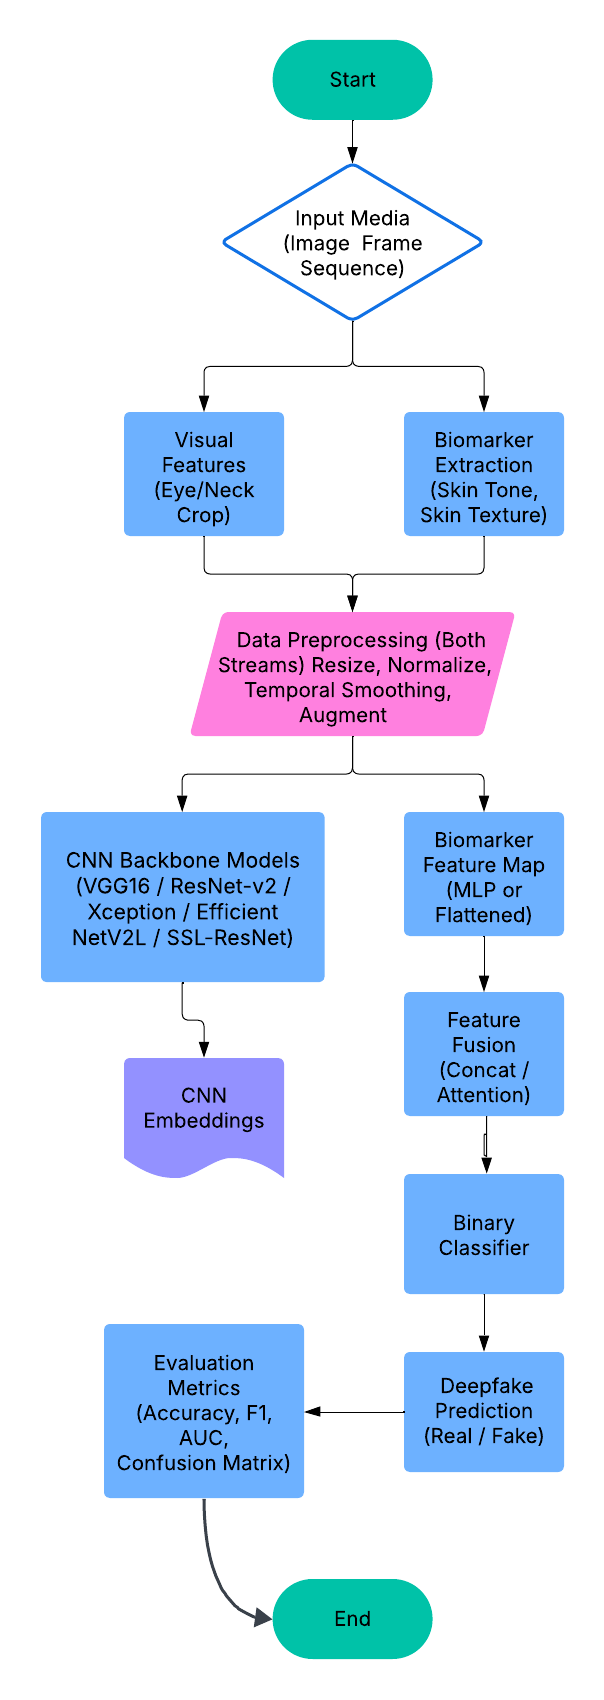 Start
Input Media
(Image Frame
Sequence)
Visual
Features
(Eye/Neck
Crop)
Biomarker
Extraction
(Skin Tone,
Skin Texture)
Data Preprocessing (Both
Streams) Resize, Normalize,
Temporal Smoothing,
Augment
CNN Backbone Models
(VGG16 / ResNet-v2 /
Xception / Efficient
NetV2L / SSL-ResNet)
Biomarker
Feature Map
(MLP or
Flattened)
CNN
Embeddings
Feature
Fusion
(Concat /
Attention)
Binary
Classifier
Deepfake
Prediction
(Real / Fake)
Evaluation
Metrics
(Accuracy, F1,
AUC,
Confusion Matrix)
End